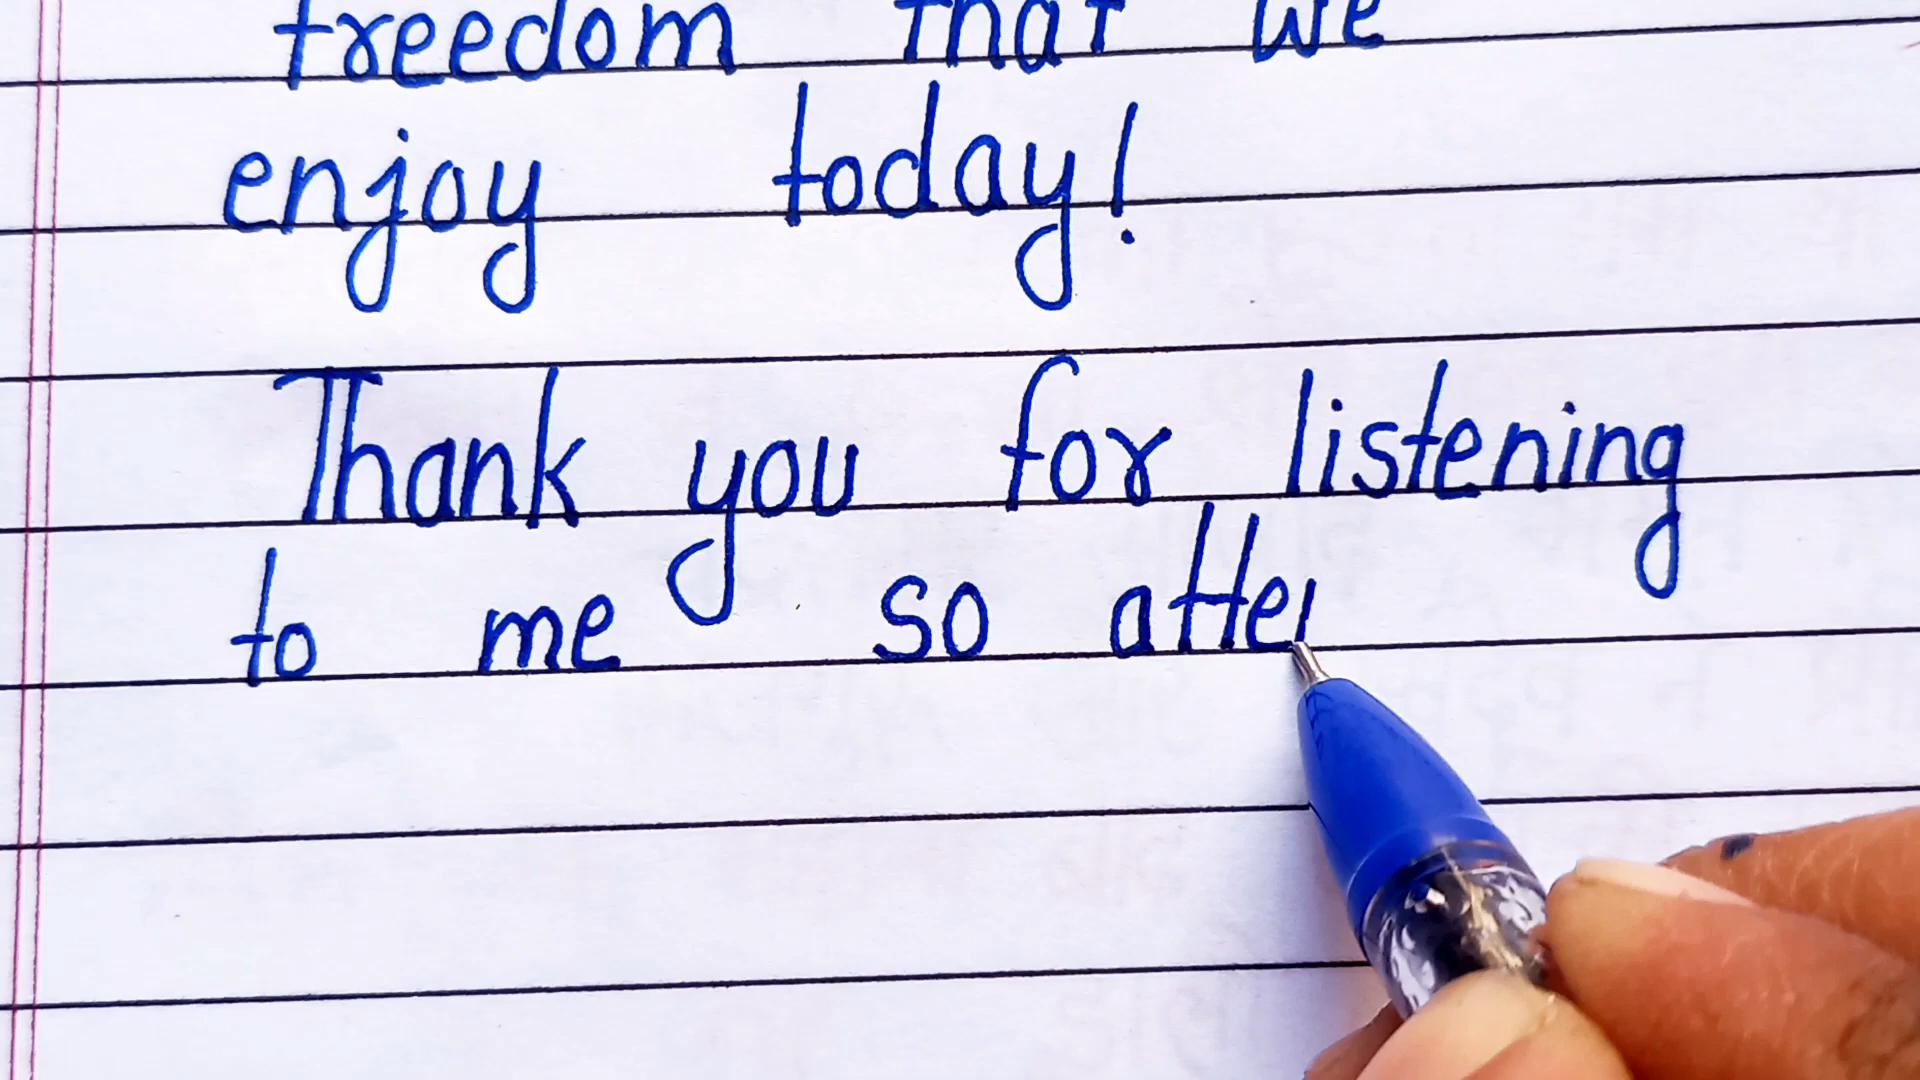 freedom that we
enjoy today!
Thank you for listening
to me so atte